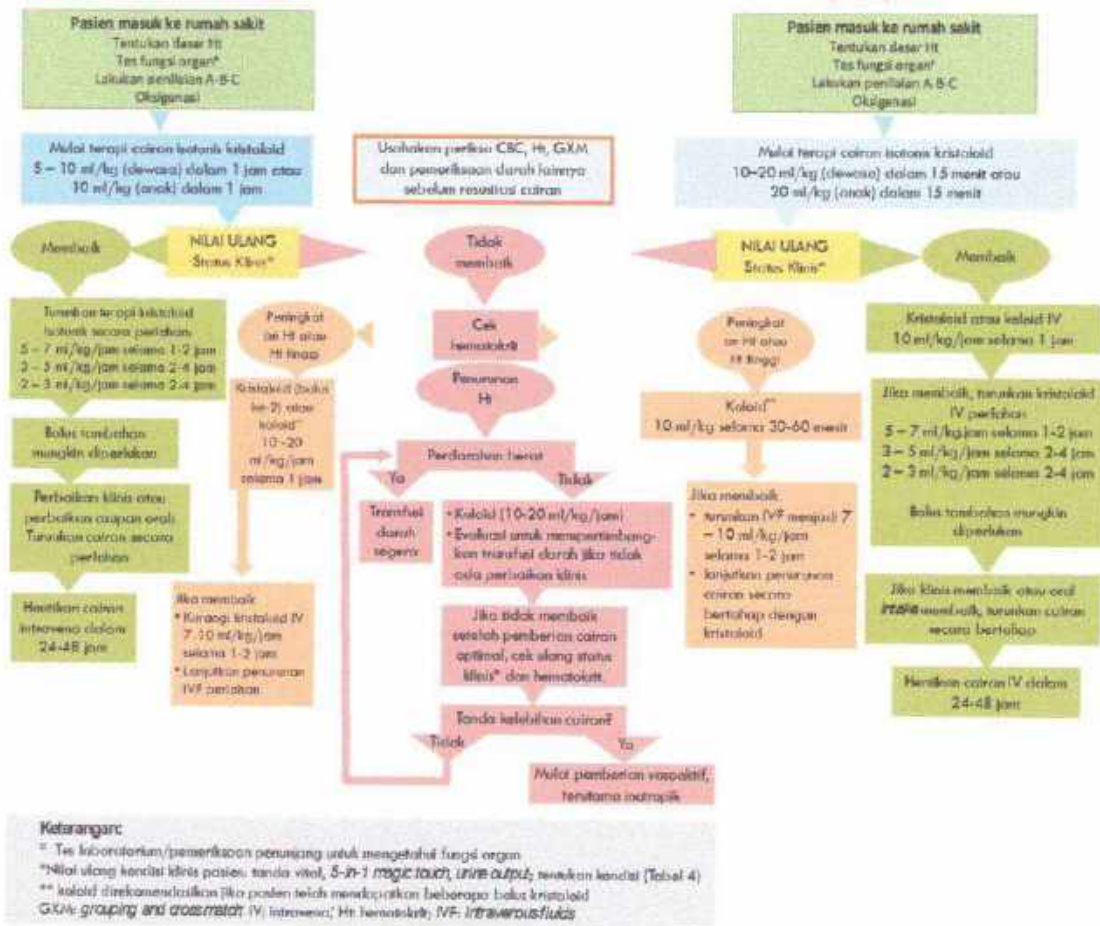 Pasien masuk ke rumah sakit
Tentukan dasar Ht
Tes fungsi organ#
Lakukan penilaian A-B-C
Oksigenasi
Mulai terapi cairan isotonis kristaloid
5 – 10 ml/kg (dewasa) dalam 1 jam atau
10 ml/kg (anak) dalam 1 jam
Membaik
NILAI ULANG
Status Klinis*
Turunkan terapi kristaloid
isotonik secara perlahan
5 – 7 ml/kg/jam selama 1-2 jam
3 – 5 ml/kg/jam selama 2-4 jam
2 – 3 ml/kg/jam selama 2-4 jam
Bolus tambahan
mungkin diperlukan
Perbaikan klinis atau
perbaikan asupan oral:
Turunkan cairan secara
perlahan
Hentikan cairan
intravena dalam
24-48 jam
Peningkat
an Ht atau
Ht tinggi
Kristaloid (bolus
ke-2) atau
koloid**
10 -20
ml/kg/jam
selama 1 jam
Jika membaik
• Kurangi kristaloid IV
7-10 ml/kg/jam
selama 1-2 jam
• Lanjutkan penurunan
IVF perlahan
Usahakan periksa CBC, Ht, GXM
dan pemeriksaan darah lainnya
sebelum resusitasi cairan
Tidak
membaik
Cek
hematokrit
Penurunan
Ht
Perdarahan berat
Ya
Tidak
Transfusi
darah
segera
• Koloid (10-20 ml/kg/jam)
• Evaluasi untuk mempertimbang-
kan transfusi darah jika tidak
ada perbaikan klinis
Jika tidak membaik
setelah pemberian cairan
optimal, cek ulang status
klinis* dan hematokrit.
Tanda kelebihan cairan?
Tidak
Ya
Mulai pemberian vasoaktif,
terutama inotropik
Pasien masuk ke rumah sakit
Tentukan dasar Ht
Tes fungsi organ#
Lakukan penilaian A-B-C
Oksigenasi
Mulai terapi cairan isotonis kristaloid
10–20 ml/kg (dewasa) dalam 15 menit atau
20 ml/kg (anak) dalam 15 menit
NILAI ULANG
Status Klinis*
Membaik
Peningkat
an Ht atau
Ht tinggi
Koloid**
10 ml/kg selama 30-60 menit
Jika membaik
• turunkan IVF menjadi 7
– 10 ml/kg/jam
selama 1-2 jam
• lanjutkan penurunan
cairan secara
bertahap dengan
kristaloid
Kristaloid atau koloid IV
10 ml/kg/jam selama 1 jam
Jika membaik, turunkan kristaloid
IV perlahan
5 – 7 ml/kg.jam selama 1-2 jam
3 – 5 ml/kg/jam selama 2-4 jam
2 – 3 ml/kg/jam selama 2-4 jam
Bolus tambahan mungkin
diperlukan
Jika klinis membaik atau oral
intake membaik, turunkan cairan
secara bertahap
Hentikan cairan IV dalam
24-48 jam
Keterangan:
# Tes laboratorium/pemeriksaan penunjang untuk mengetahui fungsi organ
*Nilai ulang kondisi klinis pasien: tanda vital, 5-in-1 magic touch, urine output; tentukan kondisi (Tabel 4)
** koloid direkomendasikan jika pasien telah mendapatkan beberapa bolus kristaloid
GXM: grouping and crossmatch; IV: intravena; Ht: hematokrit; IVF: intravenous fluids